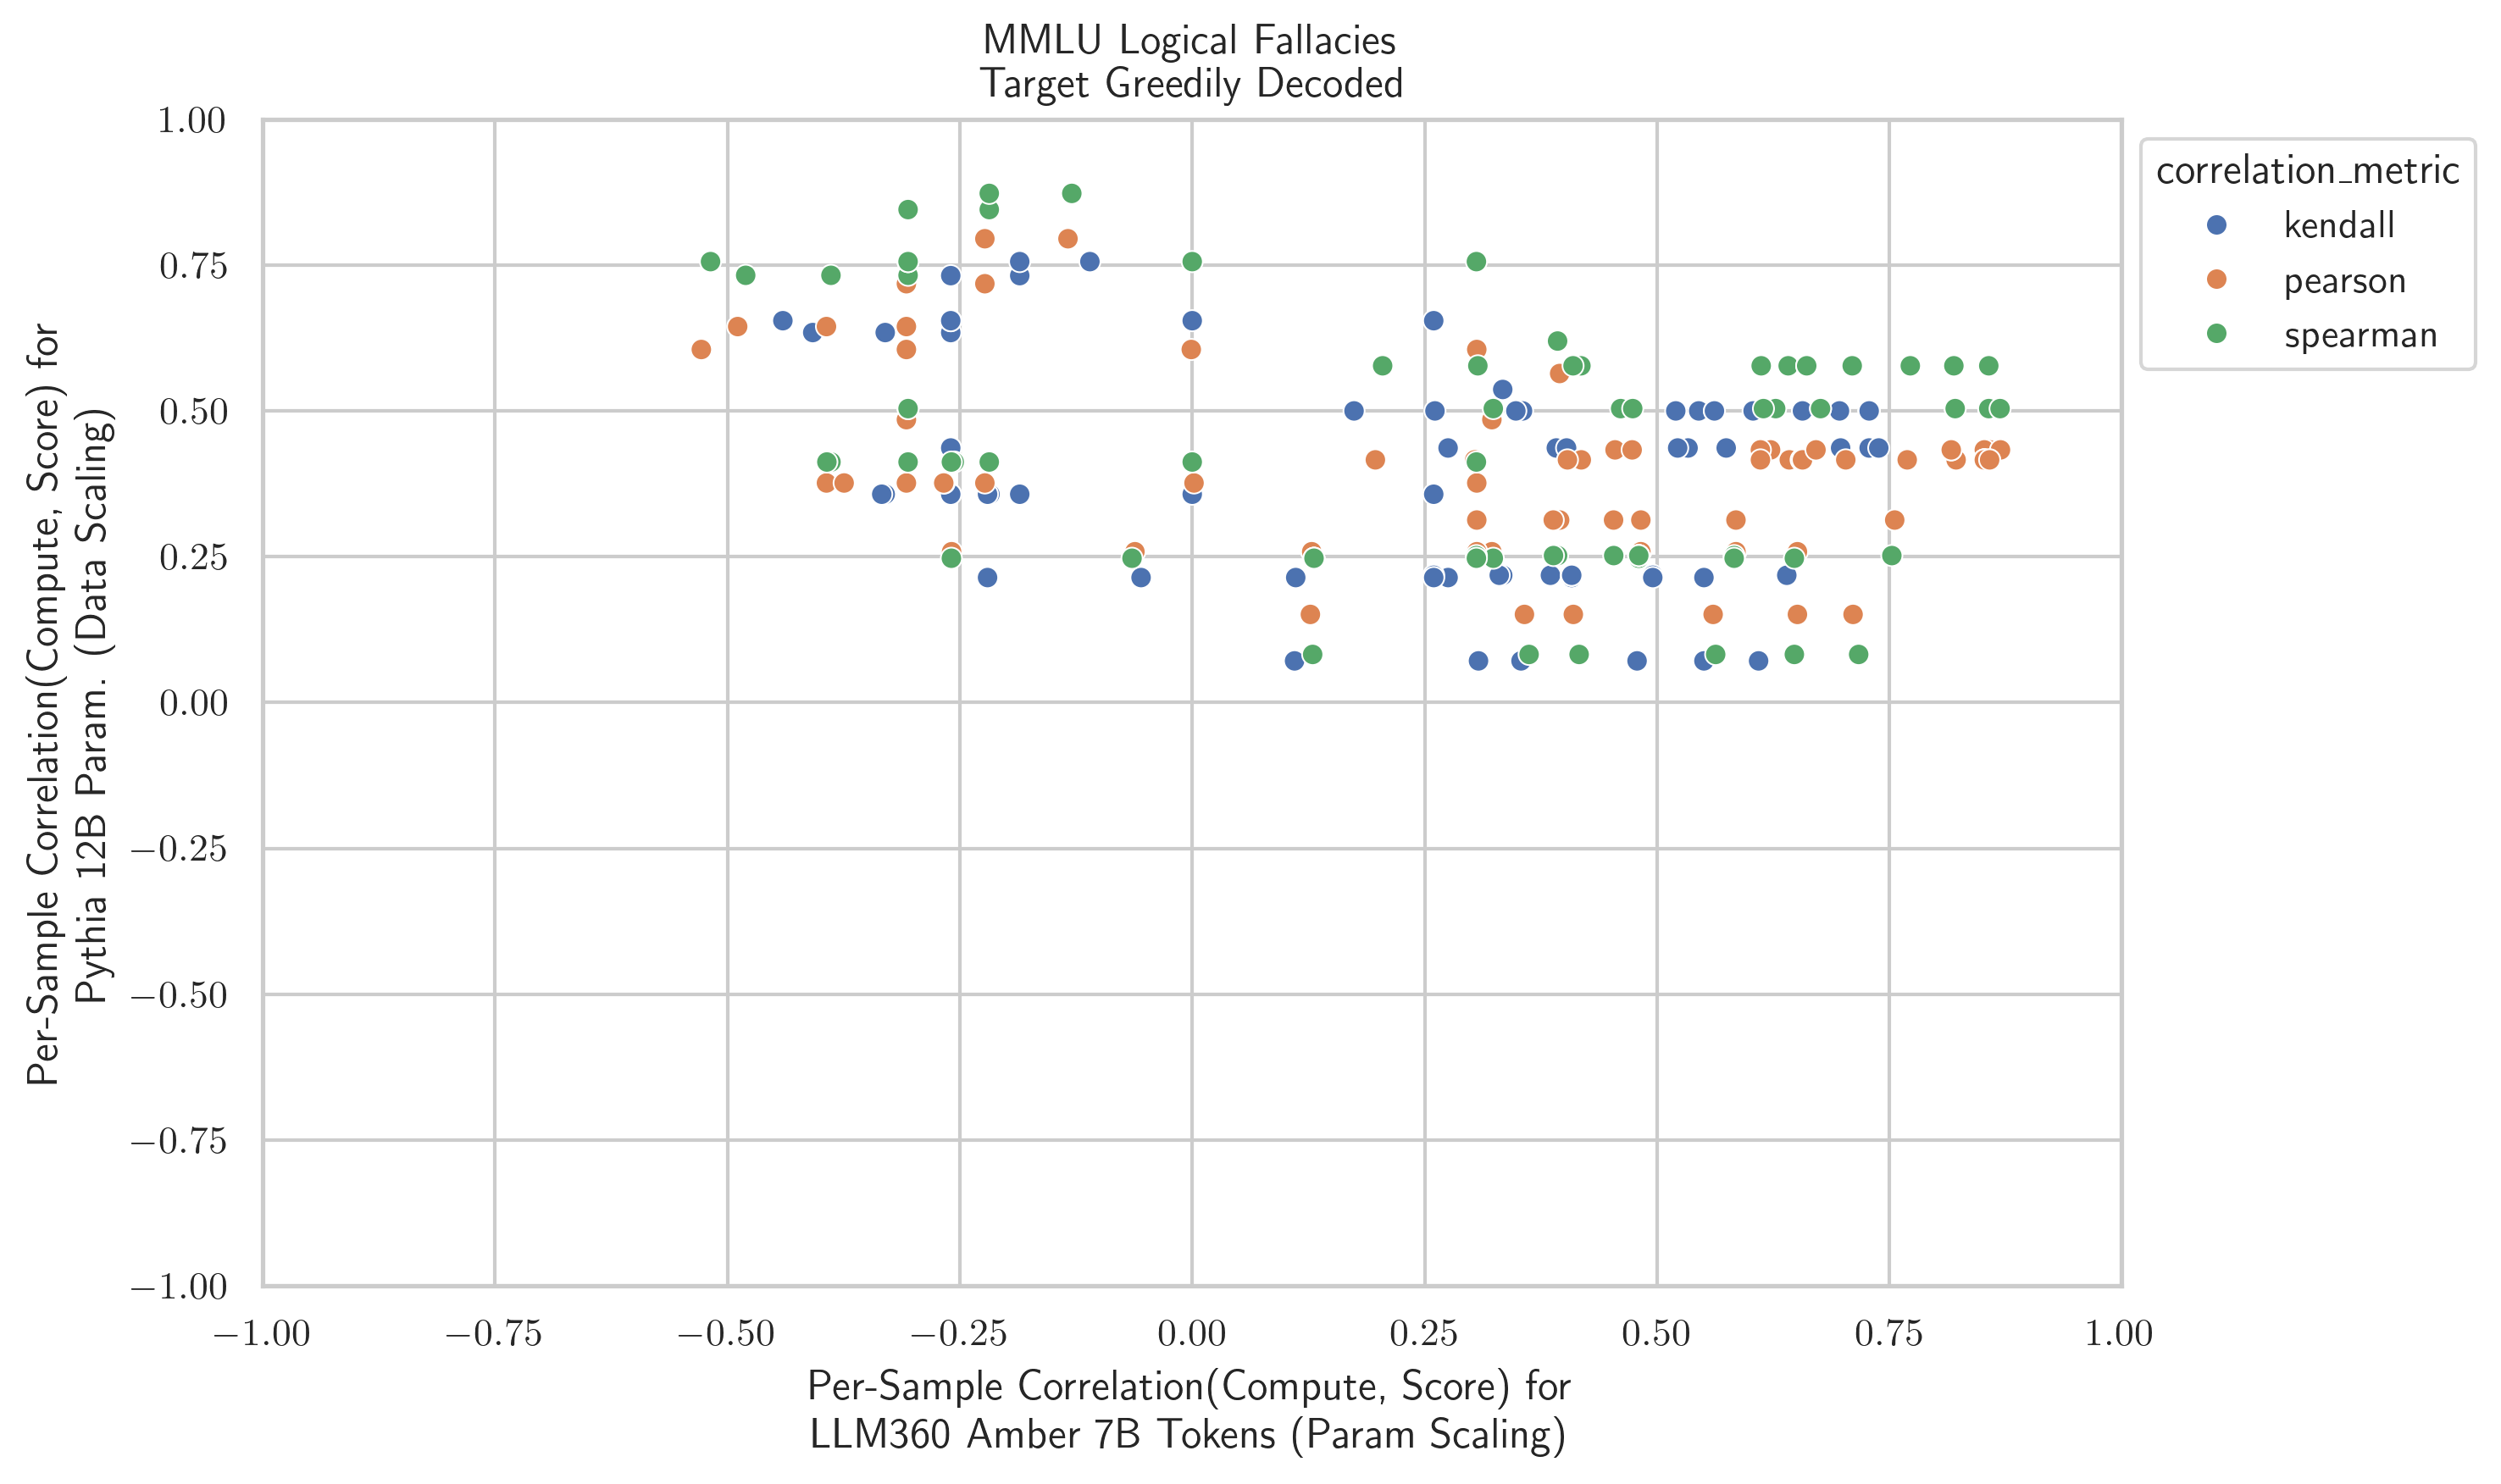 MMLU Logical Fallacies
Target Greedily Decoded
Per-Sample Correlation(Compute, Score) for
Pythia 12B Param. (Data Scaling)
1.00
0.75
0.50
0.25
0.00
−0.25
−0.50
−0.75
−1.00
−1.00
−0.75
−0.50
−0.25
0.00
0.25
0.50
0.75
1.00
Per-Sample Correlation(Compute, Score) for
LLM360 Amber 7B Tokens (Param Scaling)
correlation_metric
kendall
pearson
spearman